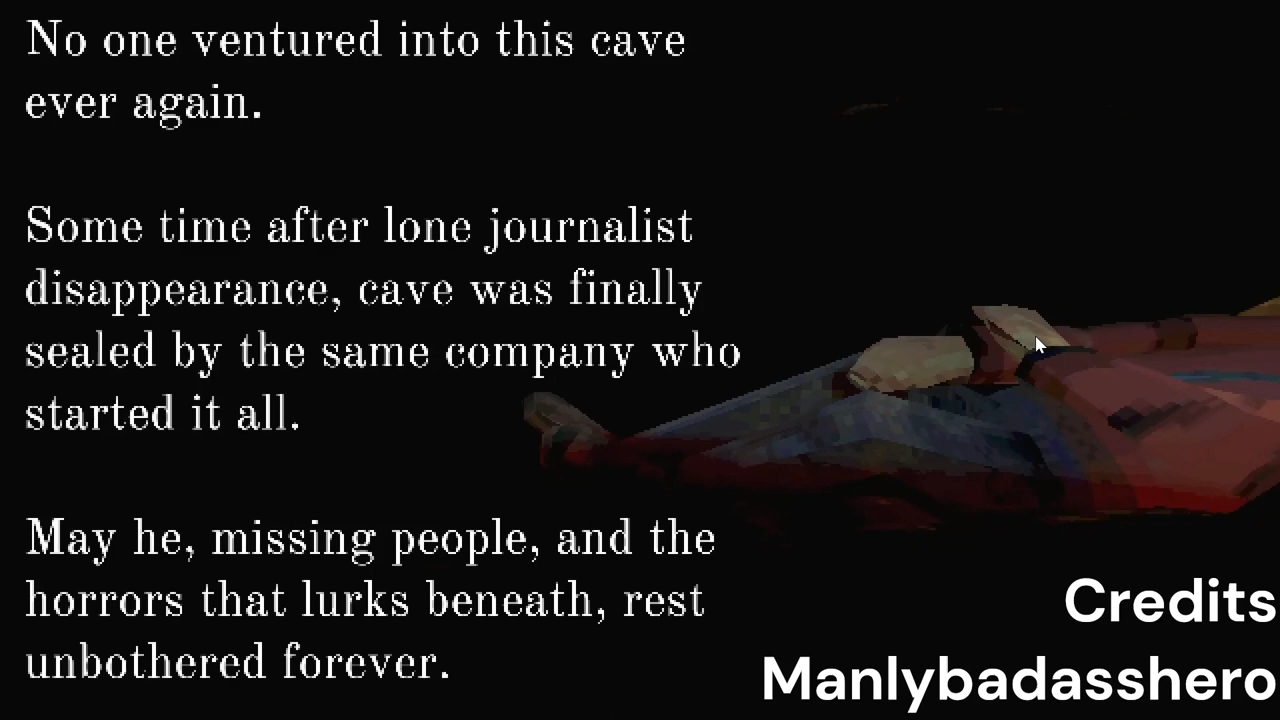 No one ventured into this cave
ever again.
Some time after lone journalist
disappearance, cave was finally
sealed by the same company who
started it all.
May he, missing people, and the
horrors that lurks beneath, rest
unbothered forever.
Credits
Manlybadasshero